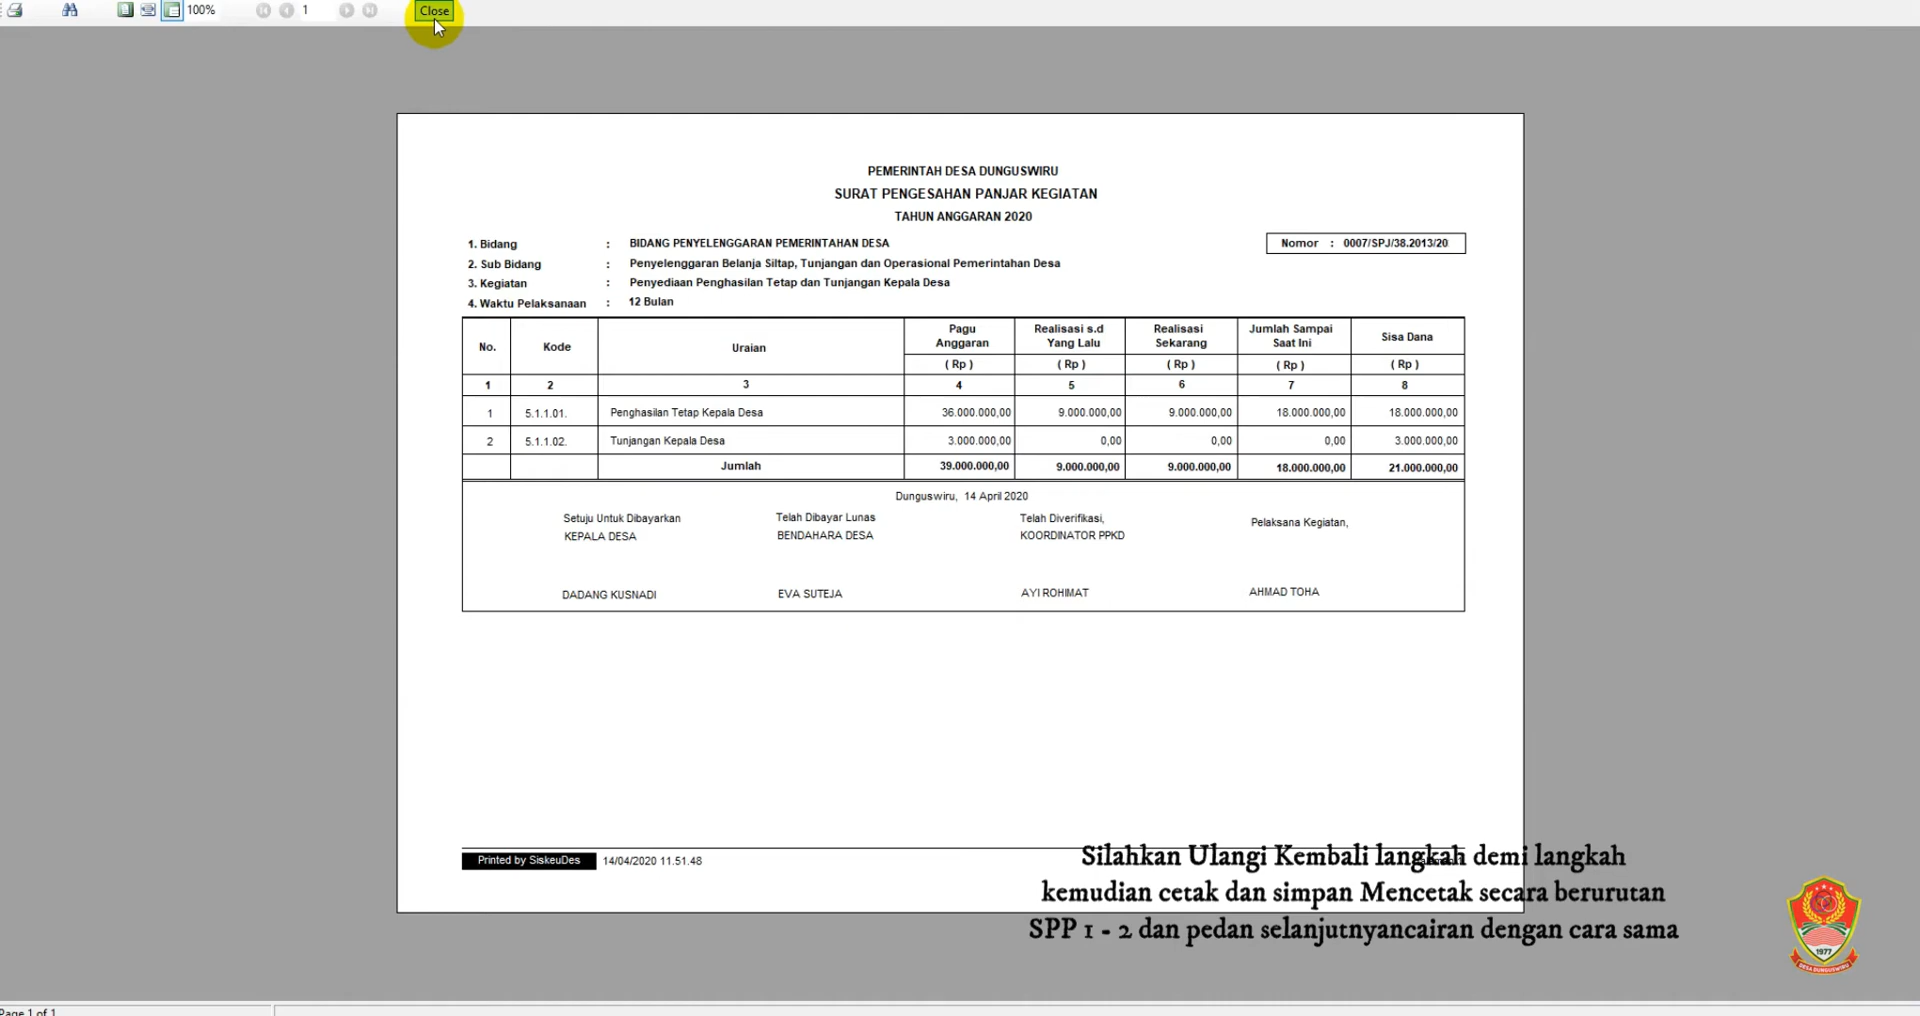 100% 1 Close
PEMERINTAH DESA DUNGUSWIRU
SURAT PENGESAHAN PANJAR KEGIATAN
TAHUN ANGGARAN 2020
1. Bidang : BIDANG PENYELENGGARAN PEMERINTAHAN DESA
Nomor : 0007/SPJ/38.2013/20
2. Sub Bidang : Penyelenggaran Belanja Siltap, Tunjangan dan Operasional Pemerintahan Desa
3. Kegiatan : Penyediaan Penghasilan Tetap dan Tunjangan Kepala Desa
4. Waktu Pelaksanaan : 12 Bulan
No. Kode Uraian Pagu Anggaran Realisasi s.d Yang Lalu Realisasi Sekarang Jumlah Sampai Saat Ini Sisa Dana
( Rp ) ( Rp ) ( Rp ) ( Rp ) ( Rp )
1 2 3 4 5 6 7 8
1 5.1.1.01. Penghasilan Tetap Kepala Desa 36.000.000,00 9.000.000,00 9.000.000,00 18.000.000,00 18.000.000,00
2 5.1.1.02. Tunjangan Kepala Desa 3.000.000,00 0,00 0,00 0,00 3.000.000,00
Jumlah 39.000.000,00 9.000.000,00 9.000.000,00 18.000.000,00 21.000.000,00
Dunguswiru, 14 April 2020
Setuju Untuk Dibayarkan Telah Dibayar Lunas Telah Diverifikasi, Pelaksana Kegiatan,
KEPALA DESA BENDAHARA DESA KOORDINATOR PPKD
DADANG KUSNADI EVA SUTEJA AYI ROHIMAT AHMAD TOHA
Printed by SiskeuDes 14/04/2020 11.51.48
Silahkan Ulangi Kembali langkah demi langkah
kemudian cetak dan simpan Mencetak secara berurutan
SPP 1 - 2 dan pedan selanjutnyancairan dengan cara sama
1977
DESA DUNGUSWIRU
Page 1 of 1